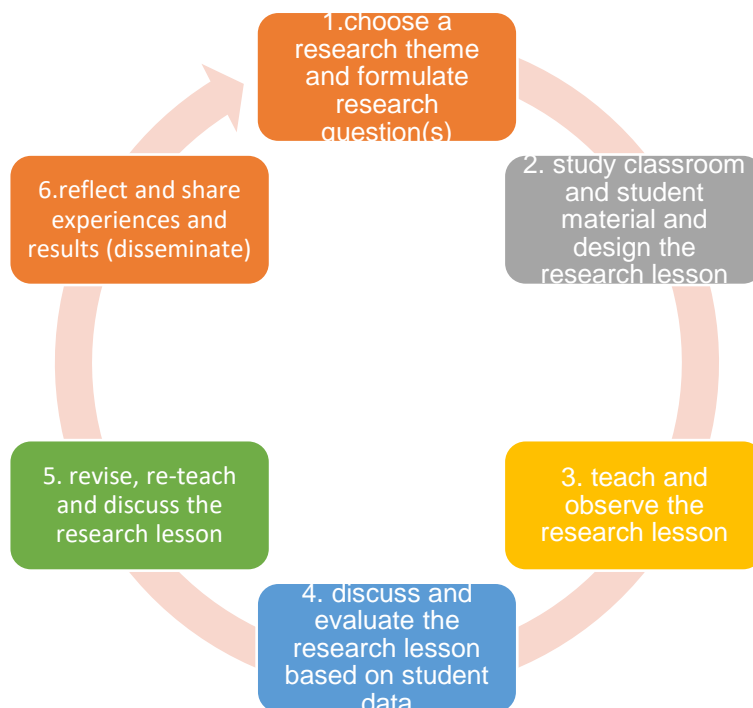 1.choose a
research theme
and formulate
research
question(s)
2. study classroom
and student
material and
design the
research lesson
3. teach and
observe the
research lesson
4. discuss and
evaluate the
research lesson
based on student
data
5. revise, re-teach
and discuss the
research lesson
6.reflect and share
experiences and
results (disseminate)